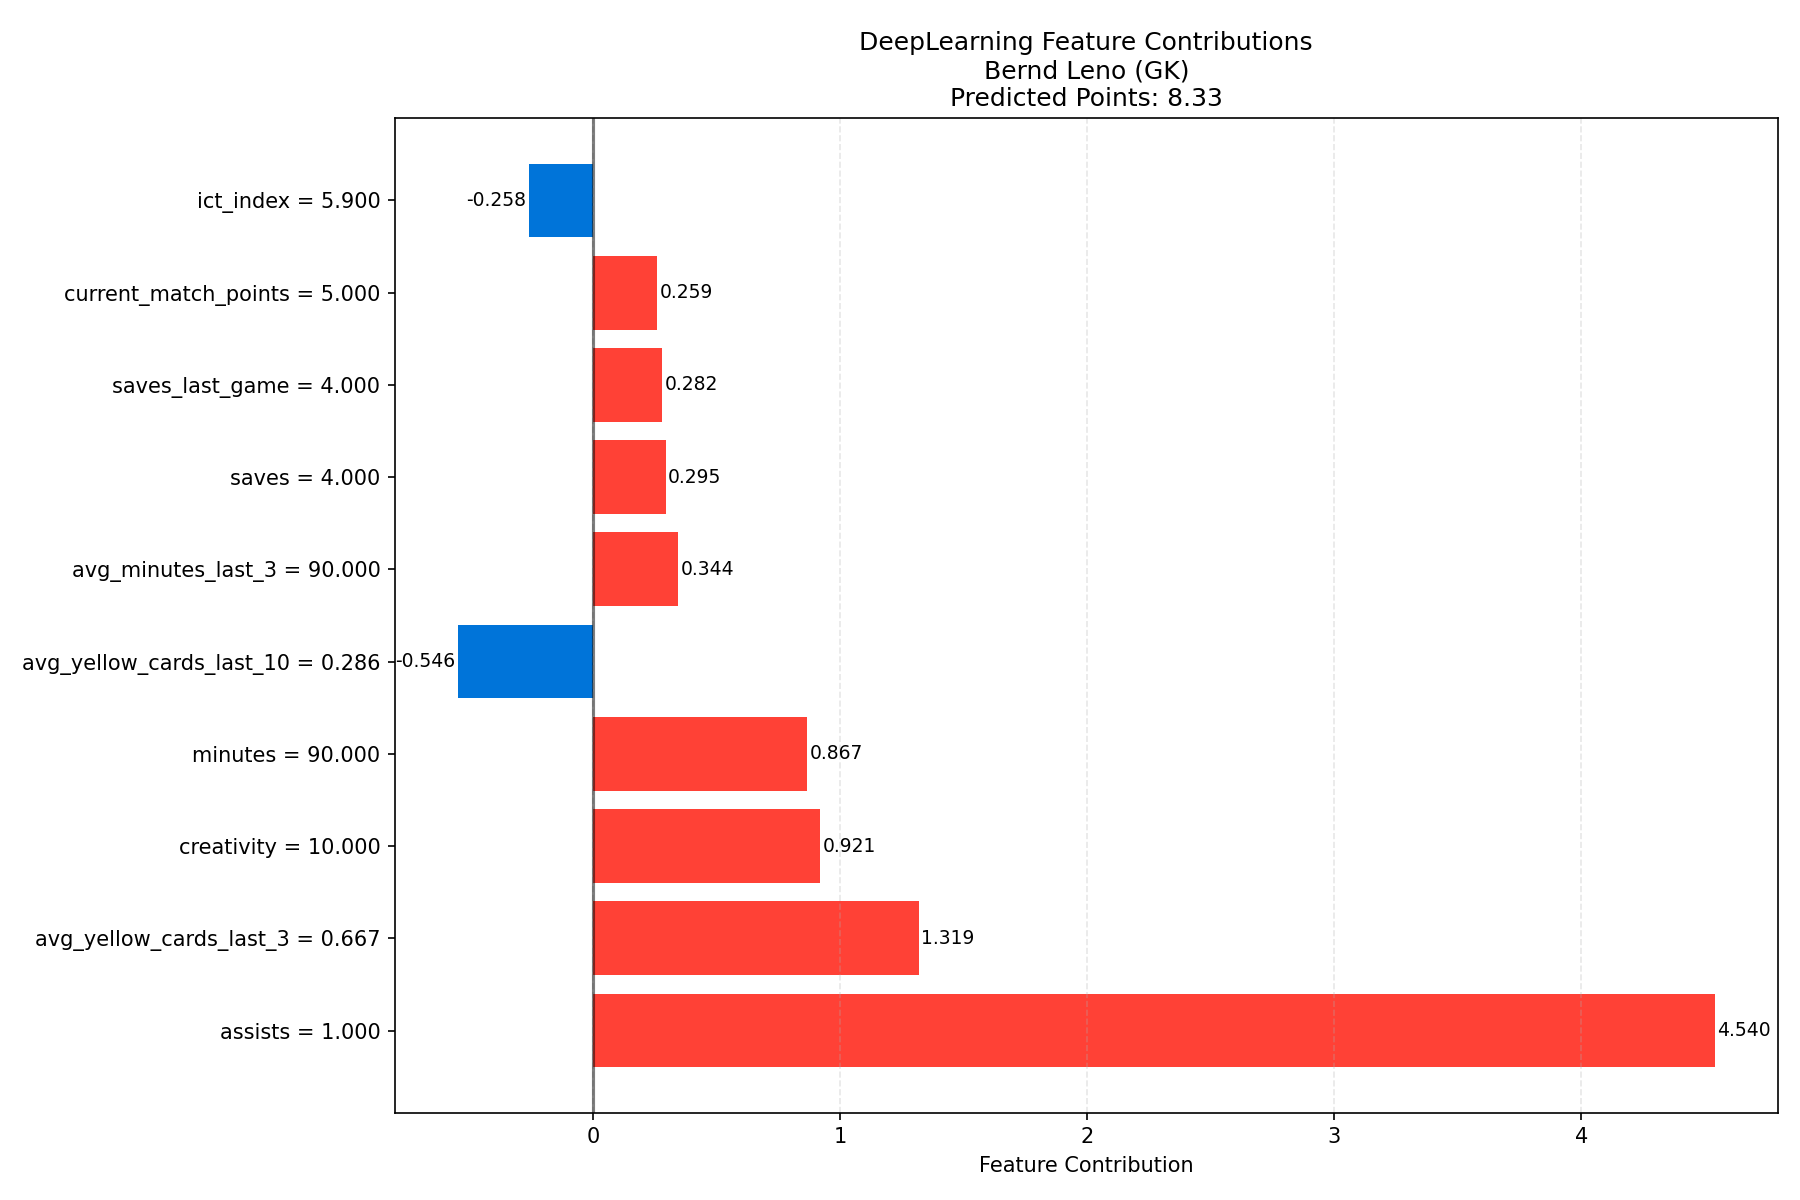 DeepLearning Feature Contributions
Bernd Leno (GK)
Predicted Points: 8.33
ict_index = 5.900
-0.258
current_match_points = 5.000
0.259
saves_last_game = 4.000
0.282
saves = 4.000
0.295
avg_minutes_last_3 = 90.000
0.344
avg_yellow_cards_last_10 = 0.286
-0.546
minutes = 90.000
0.867
creativity = 10.000
0.921
avg_yellow_cards_last_3 = 0.667
1.319
assists = 1.000
4.540
0 1 2 3 4
Feature Contribution